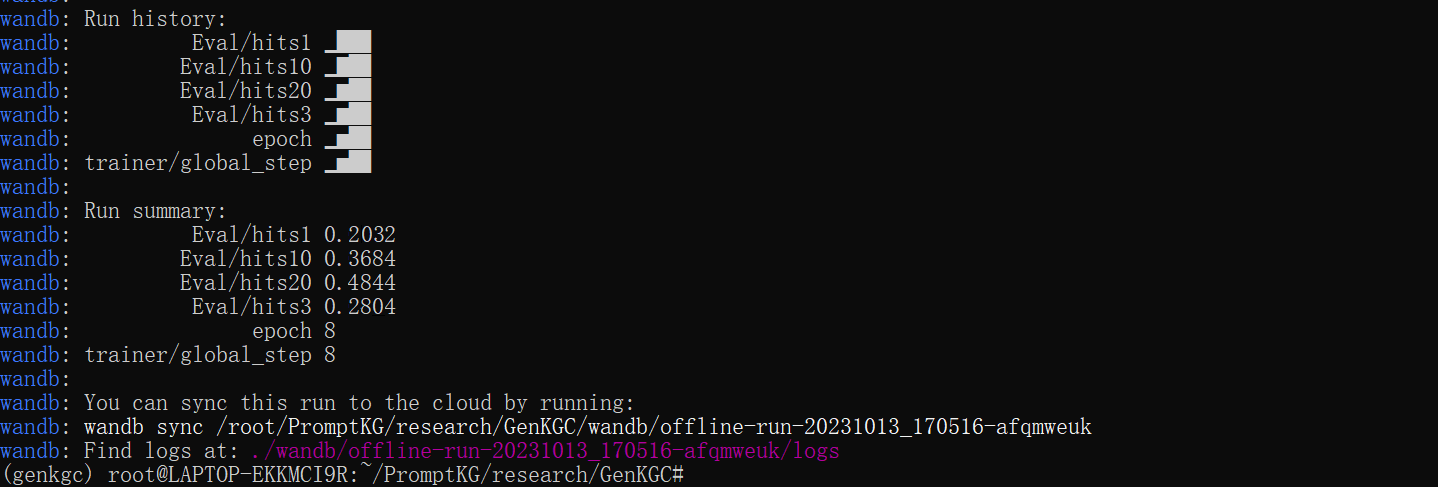 wandb: Run history:
wandb: Eval/hits1 ▁███
wandb: Eval/hits10 ▁▇██
wandb: Eval/hits20 ▁▇██
wandb: Eval/hits3 ▁▇██
wandb: epoch ▁▆██
wandb: trainer/global_step ▁▆██
wandb:
wandb: Run summary:
wandb: Eval/hits1 0.2032
wandb: Eval/hits10 0.3684
wandb: Eval/hits20 0.4844
wandb: Eval/hits3 0.2804
wandb: epoch 8
wandb: trainer/global_step 8
wandb:
wandb: You can sync this run to the cloud by running:
wandb: wandb sync /root/PromptKG/research/GenKGC/wandb/offline-run-20231013_170516-afqmweuk
wandb: Find logs at: ./wandb/offline-run-20231013_170516-afqmweuk/logs
(genkgc) root@LAPTOP-EKKMCI9R:~/PromptKG/research/GenKGC#